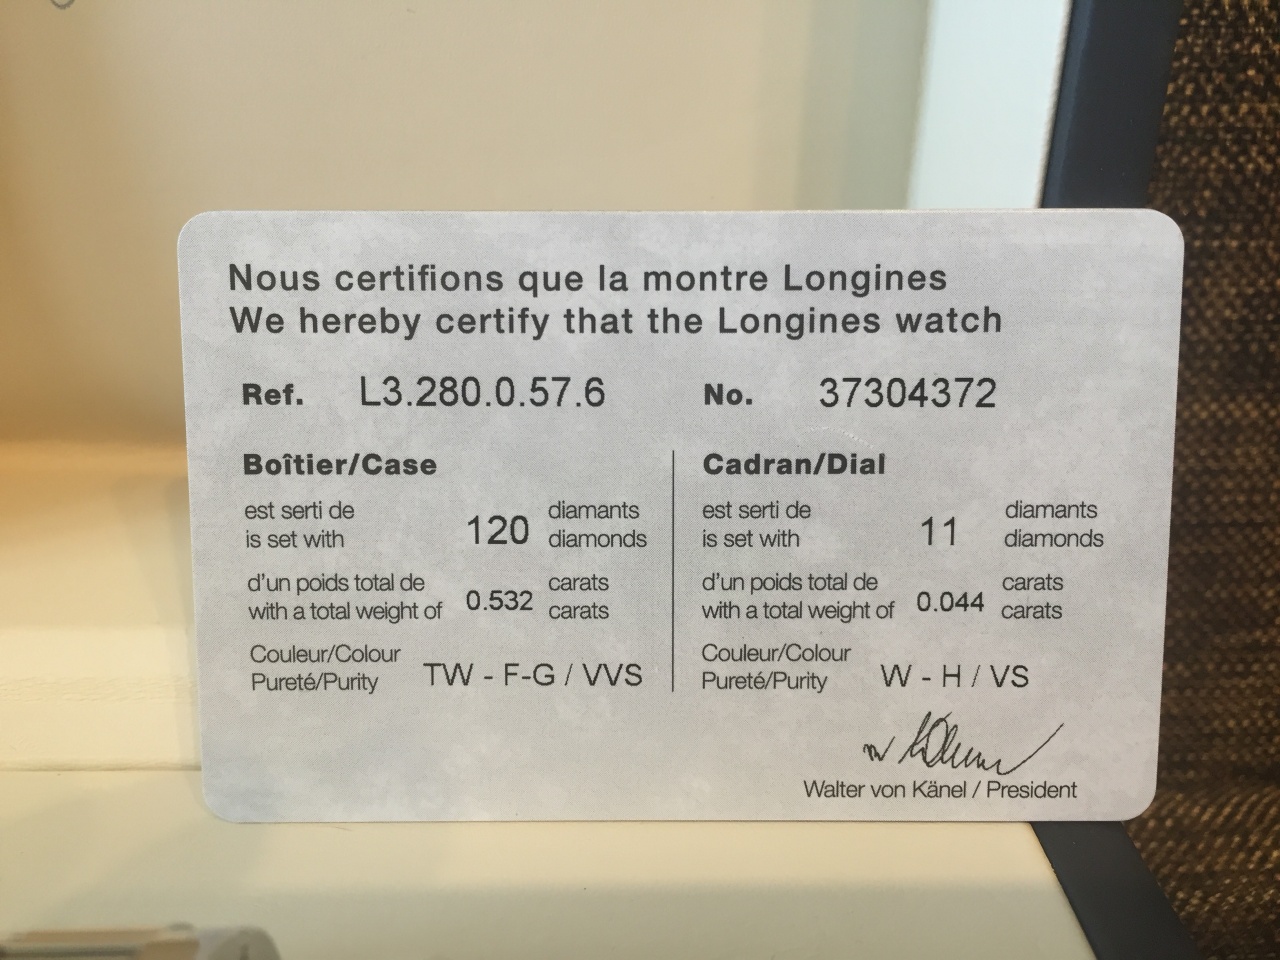 Nous certifions que la montre Longines
We hereby certify that the Longines watch
Ref. L3.280.0.57.6 No. 37304372
Boîtier/Case
est serti de diamants
120
is set with diamonds
d'un poids total de carats
0.532
with a total weight of carats
Couleur/Colour
TW - F-G / VVS
Pureté/Purity
Cadran/Dial
est serti de diamants
11
is set with diamonds
d'un poids total de carats
0.044
with a total weight of carats
Couleur/Colour
W - H / VS
Pureté/Purity
Walter von Känel / President